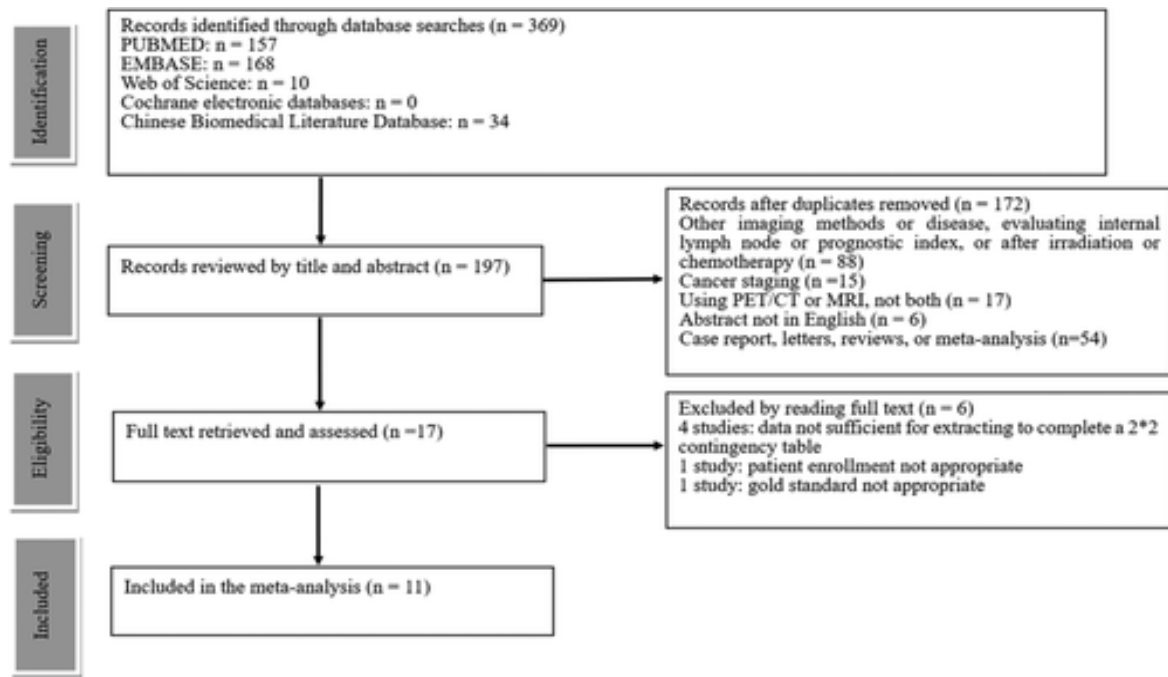 Identification
Records identified through database searches (n = 369)
PUBMED: n = 157
EMBASE: n = 168
Web of Science: n = 10
Cochrane electronic databases: n = 0
Chinese Biomedical Literature Database: n = 34
Screening
Records reviewed by title and abstract (n = 197)
Records after duplicates removed (n = 172)
Other imaging methods or disease, evaluating internal
lymph node or prognostic index, or after irradiation or
chemotherapy (n = 88)
Cancer staging (n =15)
Using PET/CT or MRI, not both (n = 17)
Abstract not in English (n = 6)
Case report, letters, reviews, or meta-analysis (n=54)
Eligibility
Full text retrieved and assessed (n =17)
Excluded by reading full text (n = 6)
4 studies: data not sufficient for extracting to complete a 2*2
contingency table
1 study: patient enrollment not appropriate
1 study: gold standard not appropriate
Included
Included in the meta-analysis (n = 11)